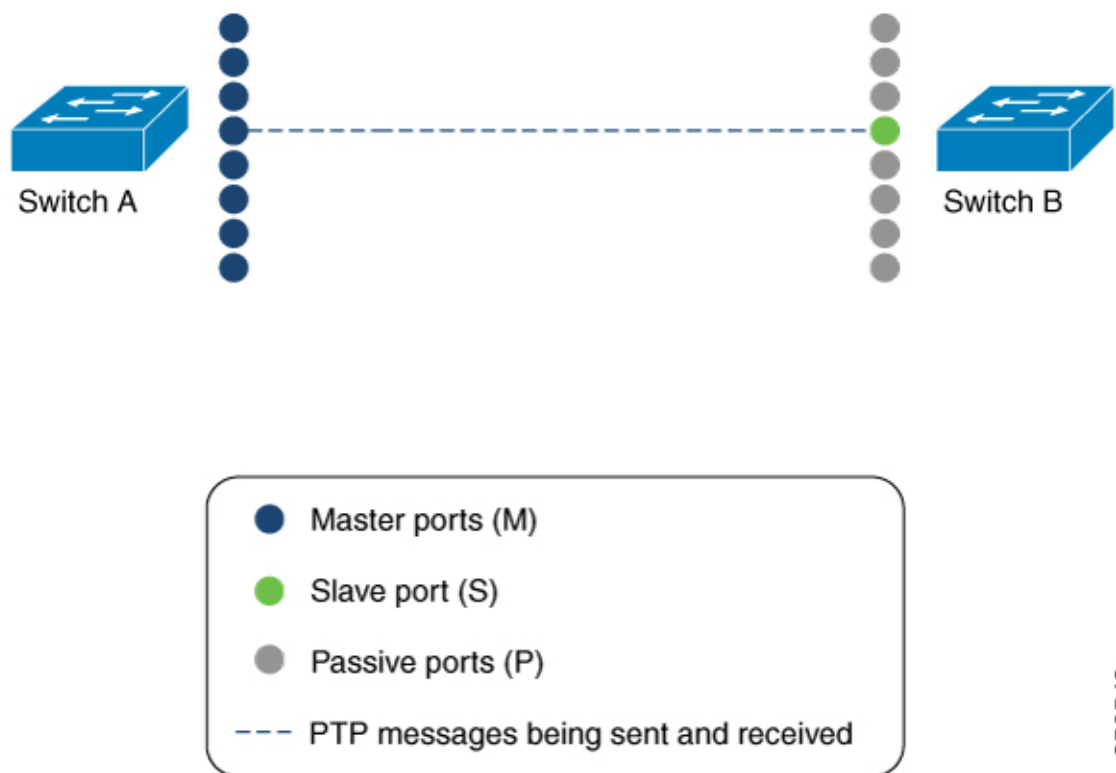 Switch A
Switch B
Master ports (M)
Slave port (S)
Passive ports (P)
PTP messages being sent and received